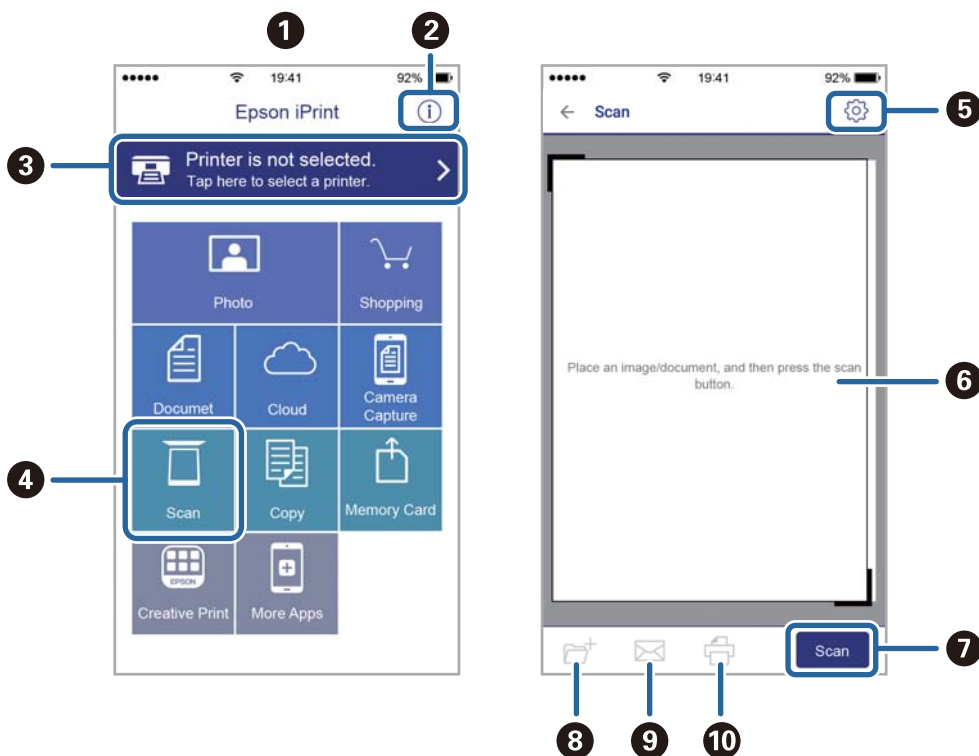 1
2
19:41
92%
Epson iPrint
i
3
Printer is not selected.
Tap here to select a printer.
Photo
Shopping
Documet
Cloud
Camera
Capture
4
Scan
Copy
Memory Card
EPSON
Creative Print
More Apps
19:41
92%
Scan
5
Place an image/document, and then press the scan
button.
6
Scan
7
8
9
10